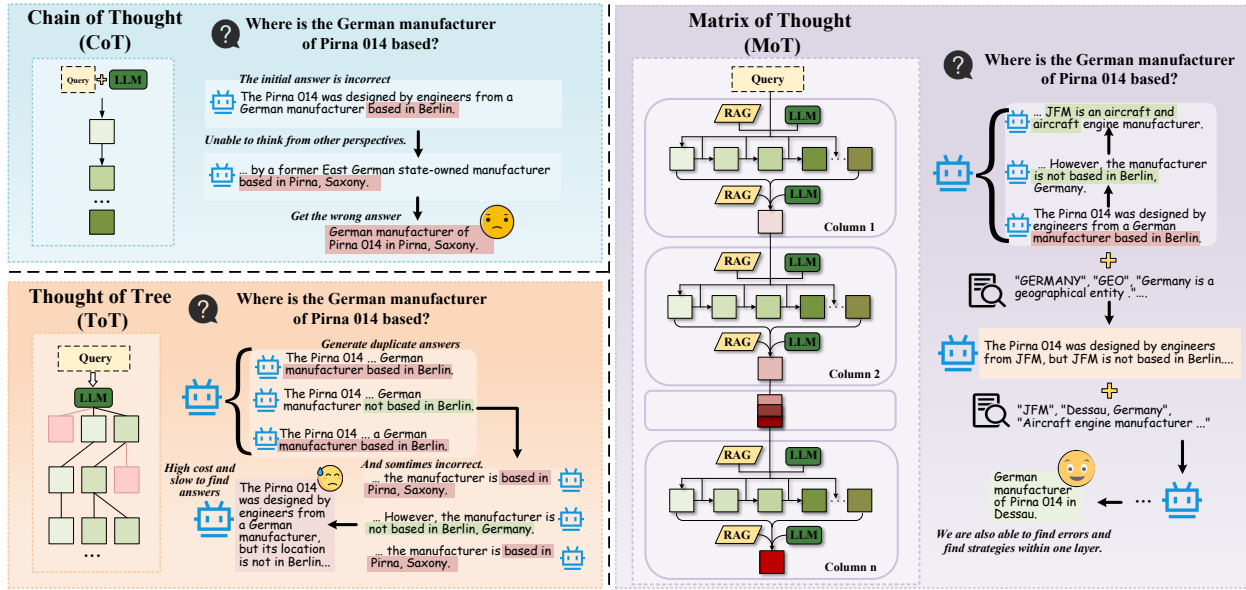 Chain of Thought
(CoT)
Query
LLM
...
?
Where is the German manufacturer
of Pirna 014 based?
The initial answer is incorrect
The Pirna 014 was designed by engineers from a
German manufacturer based in Berlin.
Unable to think from other perspectives.
... by a former East German state-owned manufacturer
based in Pirna, Saxony.
Get the wrong answer
German manufacturer of
Pirna 014 in Pirna, Saxony.
Thought of Tree
(ToT)
Query
LLM
...
?
Where is the German manufacturer
of Pirna 014 based?
Generate duplicate answers
The Pirna 014 ... German
manufacturer based in Berlin.
The Pirna 014 ... German
manufacturer not based in Berlin.
The Pirna 014 ... a German
manufacturer based in Berlin.
And somtimes incorrect.
... the manufacturer is based in
Pirna, Saxony.
... However, the manufacturer is
not based in Berlin, Germany.
... the manufacturer is based in
Pirna, Saxony.
High cost and
slow to find
answers
The Pirna 014
was designed by
engineers from
a German
manufacturer,
but its location
is not in Berlin...
Matrix of Thought
(MoT)
Query
RAG
LLM
...
RAG
LLM
Column 1
RAG
LLM
...
RAG
LLM
Column 2
RAG
LLM
...
RAG
LLM
Column n
?
Where is the German manufacturer
of Pirna 014 based?
... JFM is an aircraft and
aircraft engine manufacturer.
... However, the manufacturer
is not based in Berlin,
Germany.
The Pirna 014 was designed by
engineers from a German
manufacturer based in Berlin.
"GERMANY", "GEO", "Germany is a
geographical entity ."....
The Pirna 014 was designed by engineers
from JFM, but JFM is not based in Berlin....
"JFM", "Dessau, Germany",
"Aircraft engine manufacturer ..."
German
manufacturer
of Pirna 014 in
Dessau.
...
We are also able to find errors and
find strategies within one layer.